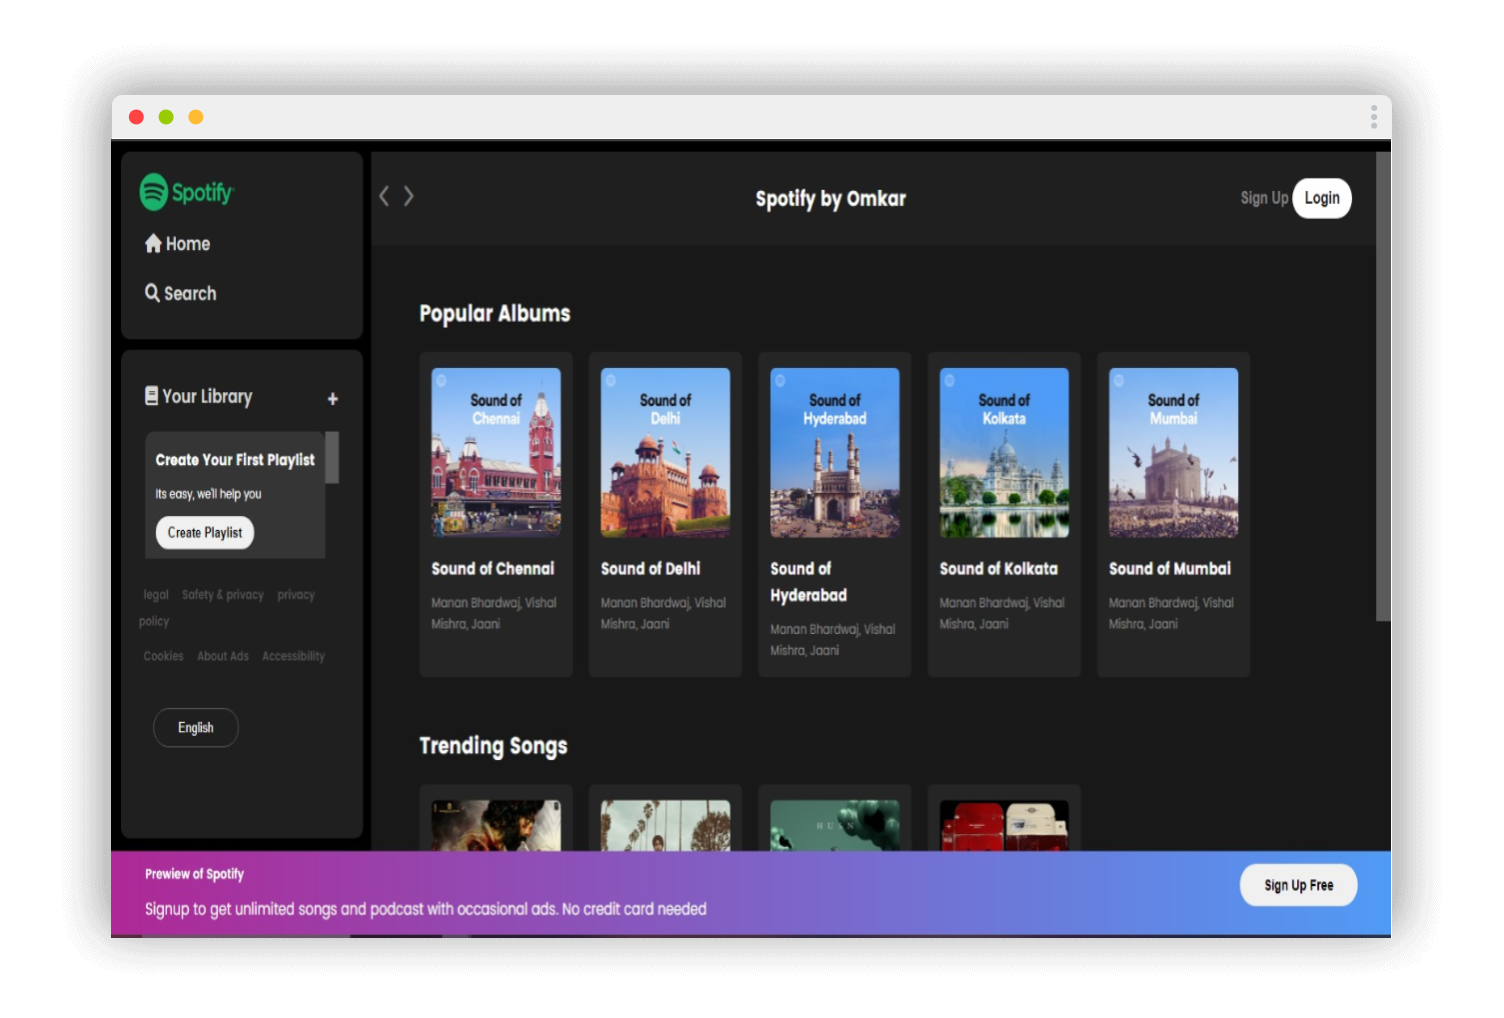 Spotify
Home
Search
Your Library +
Create Your First Playlist
Its easy, we'll help you
Create Playlist
legal Safety & privacy privacy
policy
Cookies About Ads Accessibility
English
Spotify by Omkar
Sign Up Login
Popular Albums
Sound of
Chennai
Sound of
Delhi
Sound of
Hyderabad
Sound of
Kolkata
Sound of
Mumbai
Sound of Chennai
Manan Bhardwaj, Vishal
Mishra, Jaani
Sound of Delhi
Manan Bhardwaj, Vishal
Mishra, Jaani
Sound of
Hyderabad
Manan Bhardwaj, Vishal
Mishra, Jaani
Sound of Kolkata
Manan Bhardwaj, Vishal
Mishra, Jaani
Sound of Mumbai
Manan Bhardwaj, Vishal
Mishra, Jaani
Trending Songs
HUSN
Prewiew of Spotify
Signup to get unlimited songs and podcast with occasional ads. No credit card needed
Sign Up Free